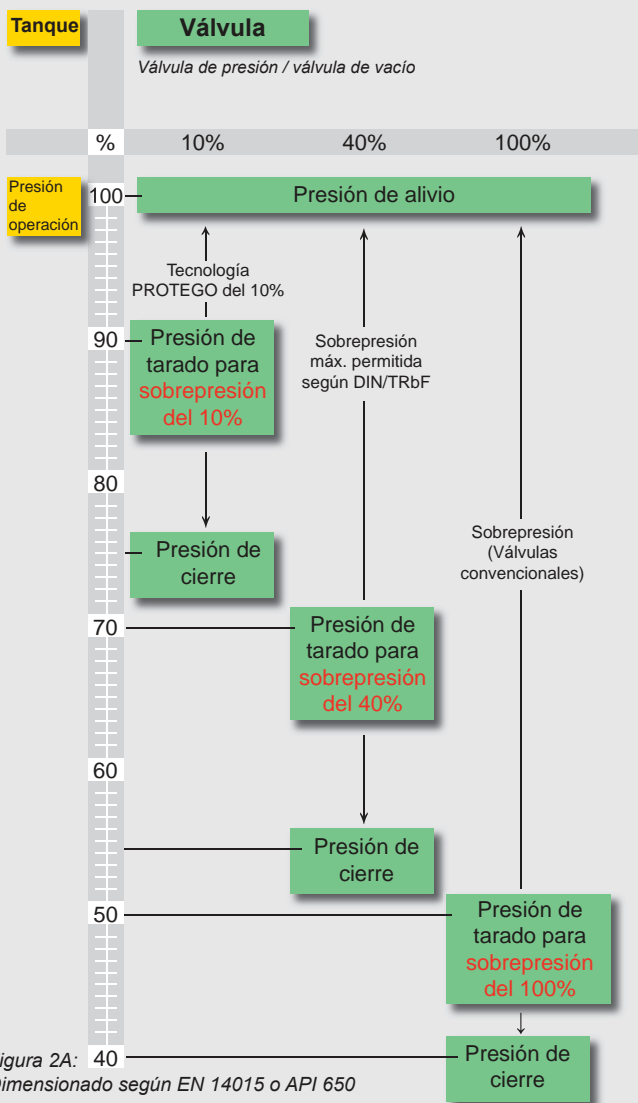 Tanque
Válvula
Válvula de presión / válvula de vacío
% 10% 40% 100%
Presión
de
operación
100
Presión de alivio
Tecnología
PROTEGO del 10%
90
Presión de
tarado para
sobrepresión
del 10%
Sobrepresión
máx. permitida
según DIN/TRbF
80
Presión de
cierre
Sobrepresión
(Válvulas
convencionales)
70
Presión de
tarado para
sobrepresión
del 40%
60
Presión de
cierre
50
Presión de
tarado para
sobrepresión
del 100%
40
Presión de
cierre
igura 2A:
imensionado según EN 14015 o API 650